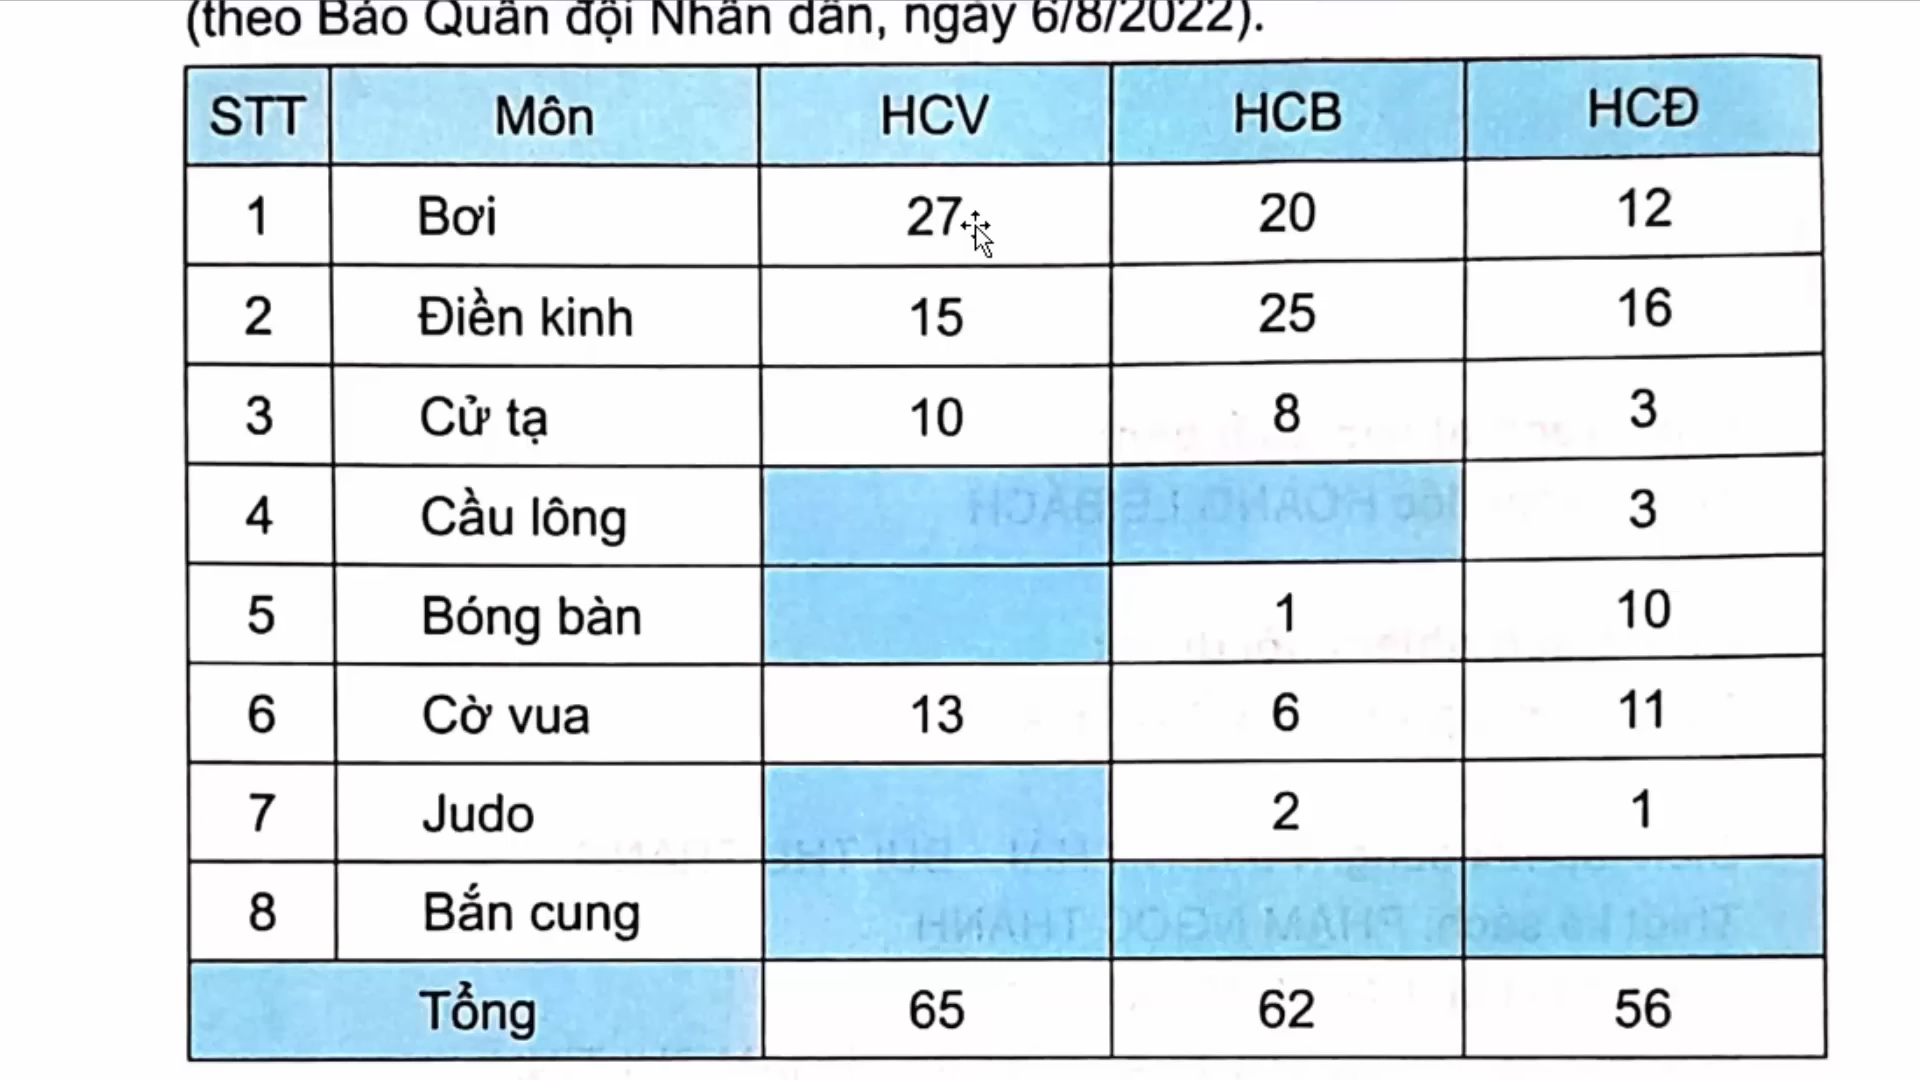 (theo Báo Quân đội Nhân dân, ngày 6/8/2022).
STT Môn HCV HCB HCĐ
1 Bơi 27 20 12
2 Điền kinh 15 25 16
3 Cử tạ 10 8 3
4 Cầu lông 3
5 Bóng bàn 1 10
6 Cờ vua 13 6 11
7 Judo 2 1
8 Bắn cung
Tổng 65 62 56